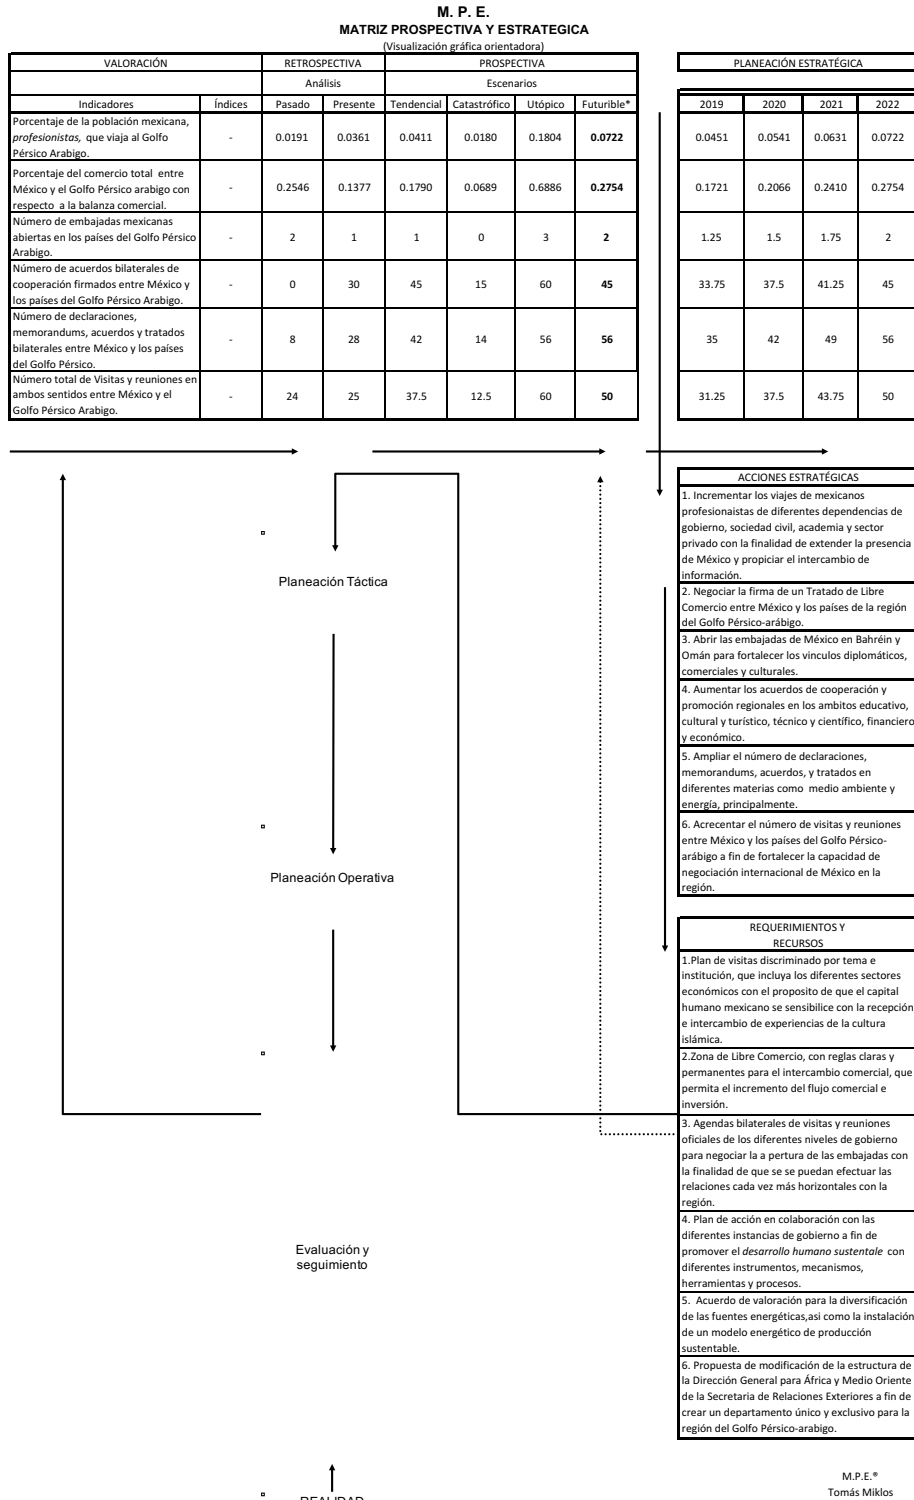 M. P. E.
MATRIZ PROSPECTIVA Y ESTRATEGICA
(Visualización gráfica orientadora)
VALORACIÓN RETROSPECTIVA PROSPECTIVA PLANEACIÓN ESTRATÉGICA
Análisis Escenarios
Indicadores Índices Pasado Presente Tendencial Catastrófico Utópico Futurible* 2019 2020 2021 2022
Porcentaje de la población mexicana,
profesionistas, que viaja al Golfo
Pérsico Arabigo.
- 0.0191 0.0361 0.0411 0.0180 0.1804 0.0722 0.0451 0.0541 0.0631 0.0722
Porcentaje del comercio total entre
México y el Golfo Pérsico arabigo con
respecto a la balanza comercial.
- 0.2546 0.1377 0.1790 0.0689 0.6886 0.2754 0.1721 0.2066 0.2410 0.2754
Número de embajadas mexicanas
abiertas en los países del Golfo Pérsico
Arabigo.
- 2 1 1 0 3 2 1.25 1.5 1.75 2
Número de acuerdos bilaterales de
cooperación firmados entre México y
los países del Golfo Pérsico Arabigo.
- 0 30 45 15 60 45 33.75 37.5 41.25 45
Número de declaraciones,
memorandums, acuerdos y tratados
bilaterales entre México y los países
del Golfo Pérsico.
- 8 28 42 14 56 56 35 42 49 56
Número total de Visitas y reuniones en
ambos sentidos entre México y el
Golfo Pérsico Arabigo.
- 24 25 37.5 12.5 60 50 31.25 37.5 43.75 50
ACCIONES ESTRATÉGICAS
1. Incrementar los viajes de mexicanos
profesionaistas de diferentes dependencias de
gobierno, sociedad civil, academia y sector
privado con la finalidad de extender la presencia
de México y propiciar el intercambio de
información.
2. Negociar la firma de un Tratado de Libre
Comercio entre México y los países de la región
del Golfo Pérsico-arábigo.
3. Abrir las embajadas de México en Bahréin y
Omán para fortalecer los vinculos diplomáticos,
comerciales y culturales.
4. Aumentar los acuerdos de cooperación y
promoción regionales en los ambitos educativo,
cultural y turístico, técnico y científico, financiero
y económico.
5. Ampliar el número de declaraciones,
memorandums, acuerdos, y tratados en
diferentes materias como medio ambiente y
energía, principalmente.
6. Acrecentar el número de visitas y reuniones
entre México y los países del Golfo Pérsico-
arábigo a fin de fortalecer la capacidad de
negociación internacional de México en la
región.
Planeación Táctica
Planeación Operativa
REQUERIMIENTOS Y
RECURSOS
1.Plan de visitas discriminado por tema e
institución, que incluya los diferentes sectores
económicos con el proposito de que el capital
humano mexicano se sensibilice con la recepción
e intercambio de experiencias de la cultura
islámica.
2.Zona de Libre Comercio, con reglas claras y
permanentes para el intercambio comercial, que
permita el incremento del flujo comercial e
inversión.
3. Agendas bilaterales de visitas y reuniones
oficiales de los diferentes niveles de gobierno
para negociar la a pertura de las embajadas con
la finalidad de que se se puedan efectuar las
relaciones cada vez más horizontales con la
región.
4. Plan de acción en colaboración con las
diferentes instancias de gobierno a fin de
promover el desarrollo humano sustentale con
diferentes instrumentos, mecanismos,
herramientas y procesos.
5. Acuerdo de valoración para la diversificación
de las fuentes energéticas,asi como la instalación
de un modelo energético de producción
sustentable.
6. Propuesta de modificación de la estructura de
la Dirección General para África y Medio Oriente
de la Secretaria de Relaciones Exteriores a fin de
crear un departamento único y exclusivo para la
región del Golfo Pérsico-arabigo.
Evaluación y
seguimiento
M.P.E.®
Tomás Miklos
REALIDAD